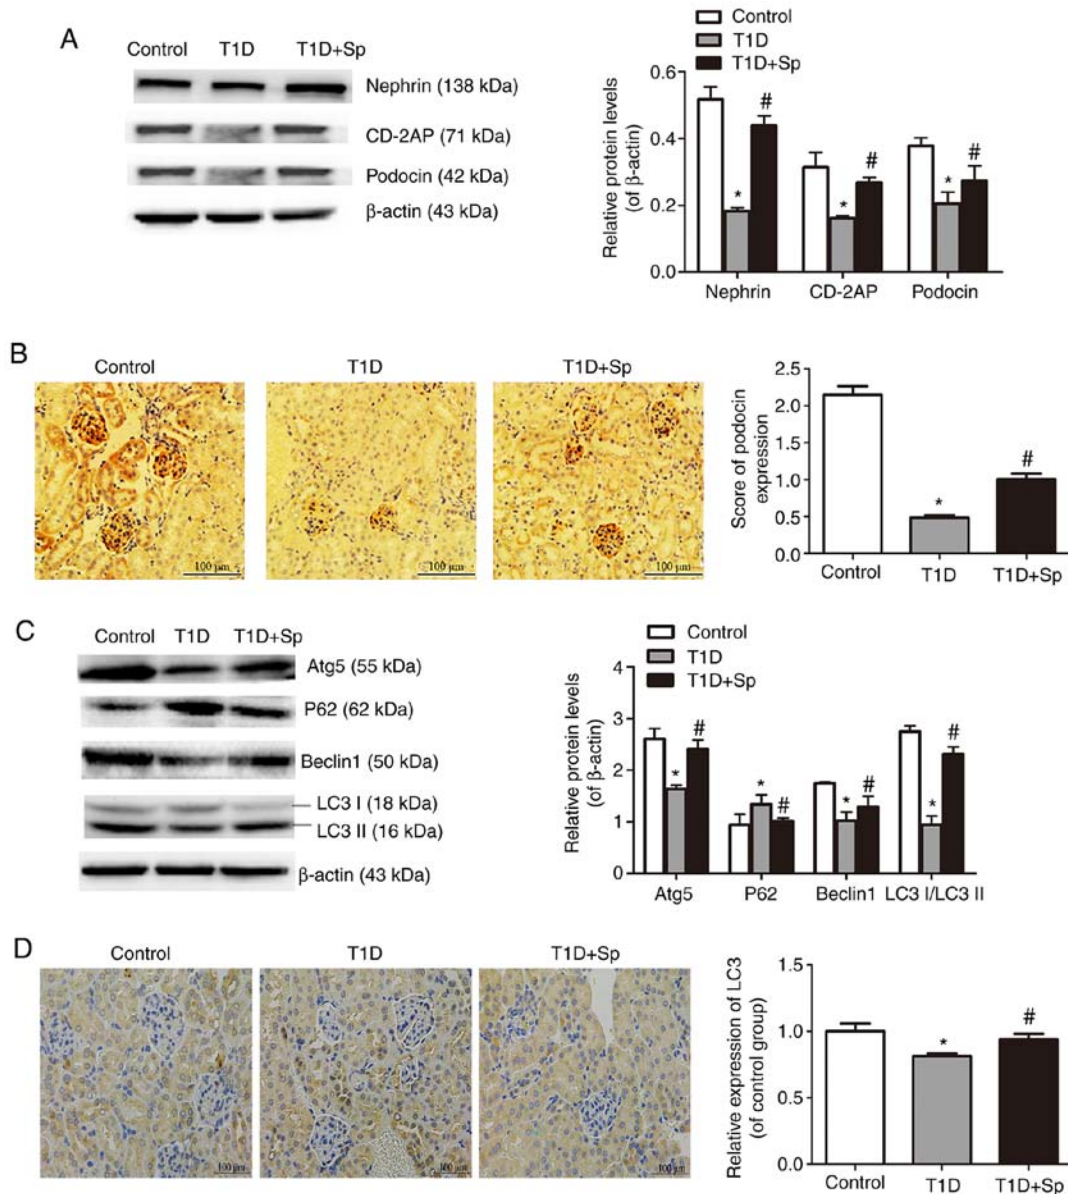 A
Control T1D T1D+Sp
Nephrin (138 kDa)
CD-2AP (71 kDa)
Podocin (42 kDa)
β-actin (43 kDa)
Control
T1D
T1D+Sp
Relative protein levels
(of β-actin)
0.6
0.4
0.2
0.0
* # * # * #
Nephrin CD-2AP Podocin
B
Control T1D T1D+Sp
100 μm 100 μm 100 μm
Score of podocin
expression
2.5
2.0
1.5
1.0
0.5
0.0
* #
Control T1D T1D+Sp
C
Control T1D T1D+Sp
Atg5 (55 kDa)
P62 (62 kDa)
Beclin1 (50 kDa)
LC3 I (18 kDa)
LC3 II (16 kDa)
β-actin (43 kDa)
Control
T1D
T1D+Sp
Relative protein levels
(of β-actin)
4
2
1
0
* # * # * # * #
Atg5 P62 Beclin1 LC3 I/LC3 II
D
Control T1D T1D+Sp
100 μm 100 μm 100 μm
Relative expression of LC3
(of control group)
1.5
1.0
0.5
0.0
* #
Control T1D T1D+Sp